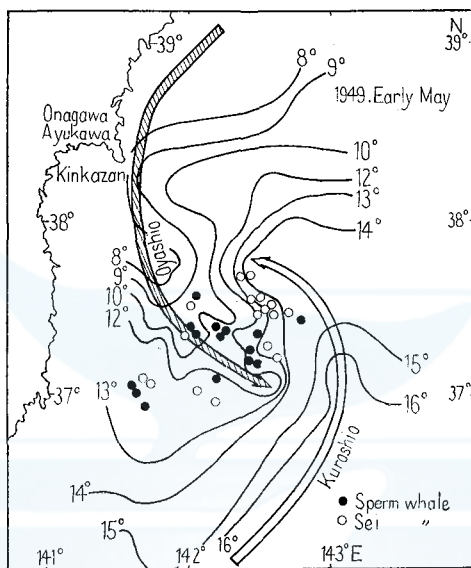 39° N
39°
8°
9°
1949. Early May
Onagawa
Ayukawa
10°
Kinkazan
12°
13°
38° 14° 38°
Oyashio
8°
9°
10°
12°
15°
37° 13° 37°
16°
Kuroshio
14°
● Sperm whale
○ Sei 〃
15° 16°
141° 142° 143°E